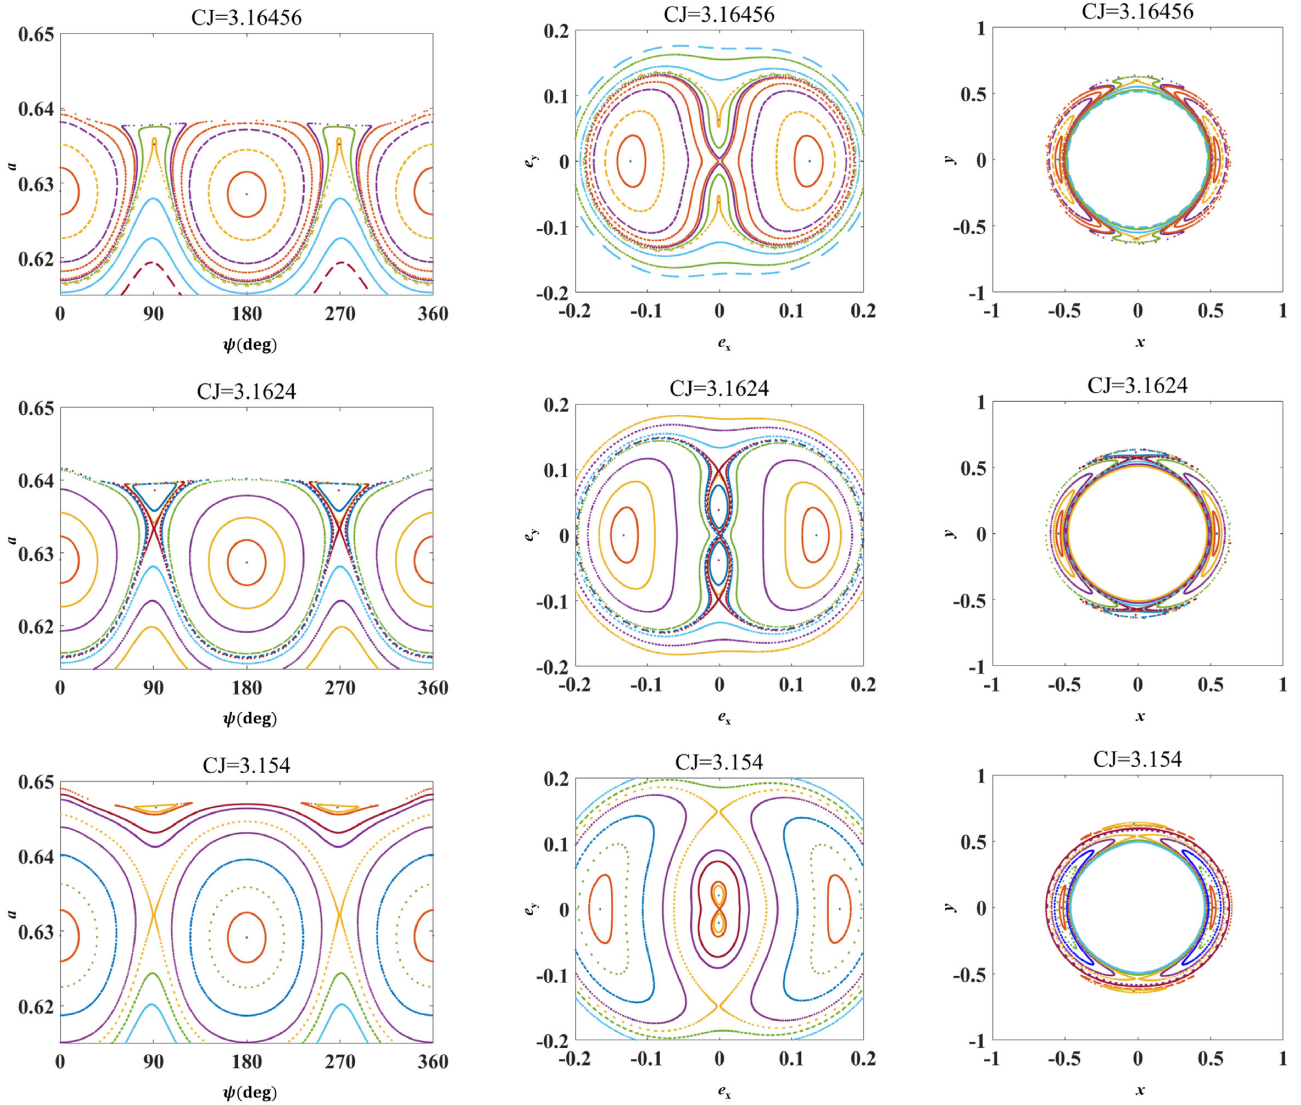 CJ=3.16456
0.65
0.64
0.63
0.62
a
0 90 180 270 360
ψ(deg)
CJ=3.16456
0.2
0.1
0
-0.1
-0.2
e_y
-0.2 -0.1 0 0.1 0.2
e_x
CJ=3.16456
1
0.5
0
-0.5
-1
y
-1 -0.5 0 0.5 1
x
CJ=3.1624
0.65
0.64
0.63
0.62
a
0 90 180 270 360
ψ(deg)
CJ=3.1624
0.2
0.1
0
-0.1
-0.2
e_y
-0.2 -0.1 0 0.1 0.2
e_x
CJ=3.1624
1
0.5
0
-0.5
-1
y
-1 -0.5 0 0.5 1
x
CJ=3.154
0.65
0.64
0.63
0.62
a
0 90 180 270 360
ψ(deg)
CJ=3.154
0.2
0.1
0
-0.1
-0.2
e_y
-0.2 -0.1 0 0.1 0.2
e_x
CJ=3.154
1
0.5
0
-0.5
-1
y
-1 -0.5 0 0.5 1
x